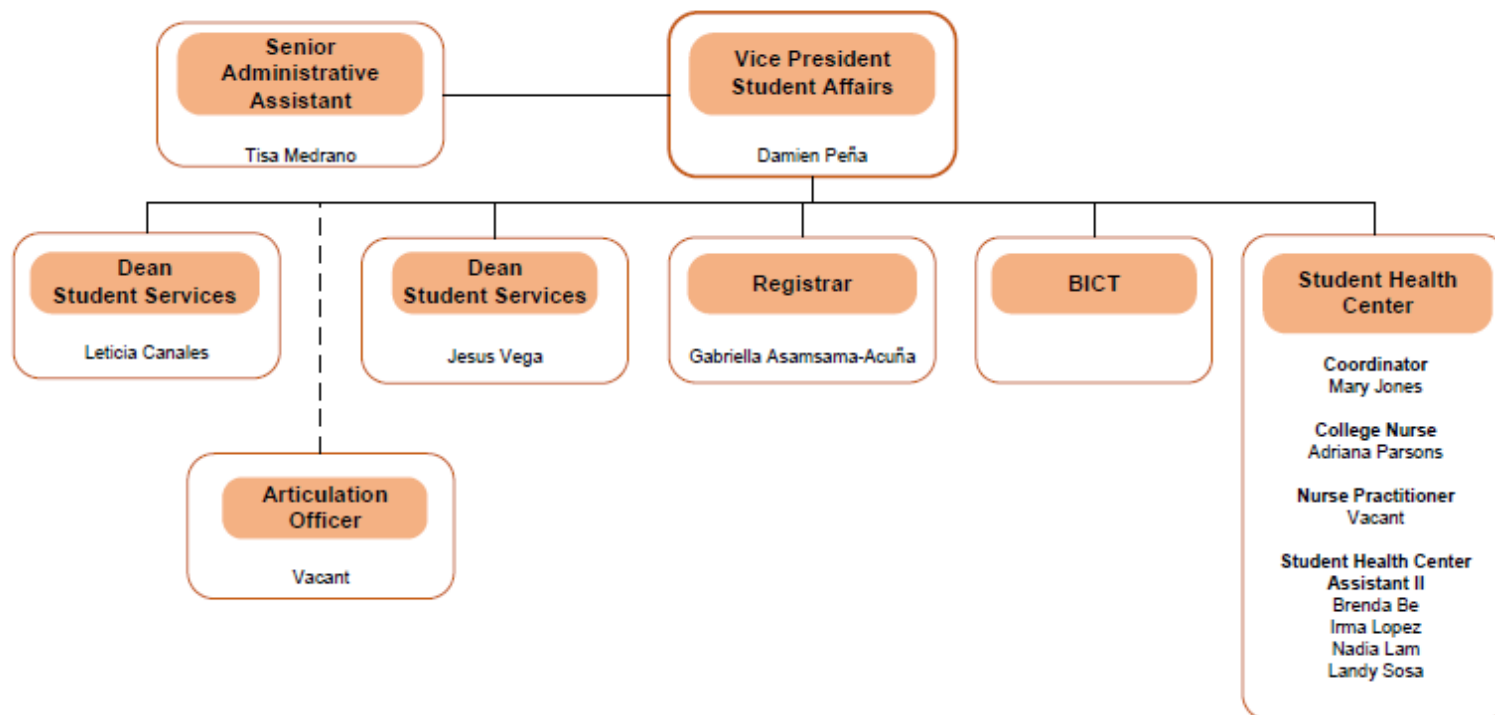 Senior
Administrative
Assistant
Tisa Medrano
Vice President
Student Affairs
Damien Peña
Dean
Student Services
Leticia Canales
Dean
Student Services
Jesus Vega
Registrar
Gabriella Asamsama-Acuña
BICT
Student Health
Center
Coordinator
Mary Jones
College Nurse
Adriana Parsons
Nurse Practitioner
Vacant
Student Health Center
Assistant II
Brenda Be
Irma Lopez
Nadia Lam
Landy Sosa
Articulation
Officer
Vacant